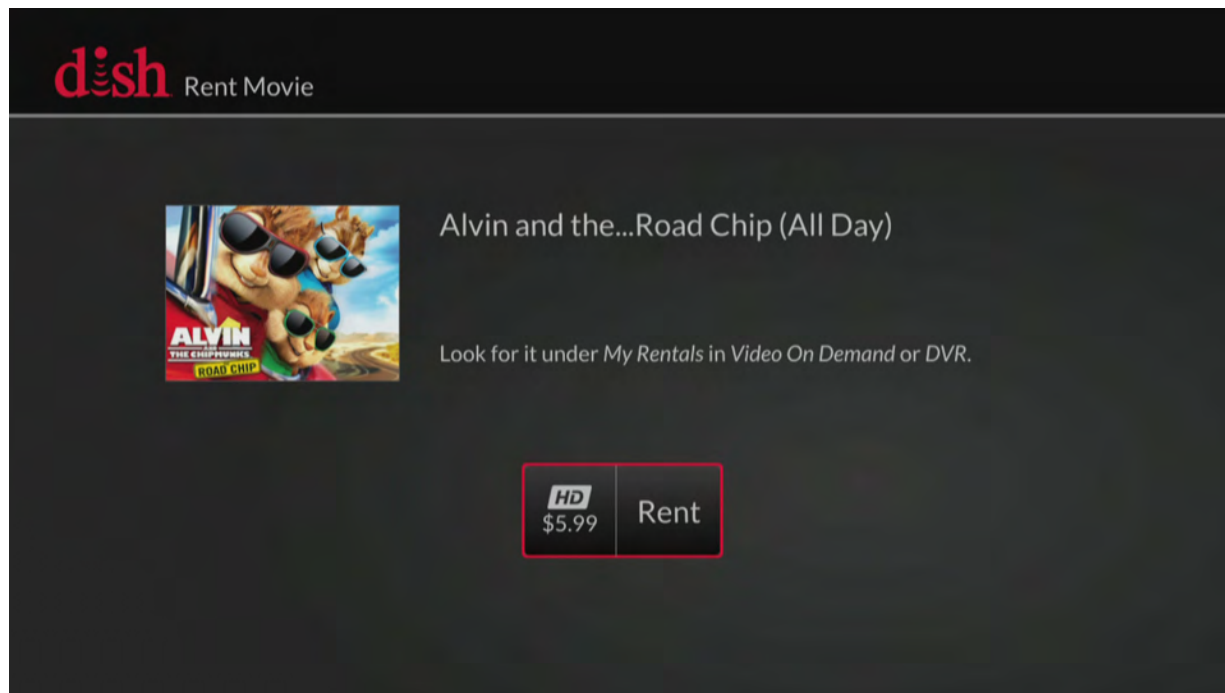 dish Rent Movie
Alvin and the...Road Chip (All Day)
ALVIN
AND
THE CHIPMUNKS
ROAD CHIP
Look for it under My Rentals in Video On Demand or DVR.
HD
$5.99
Rent